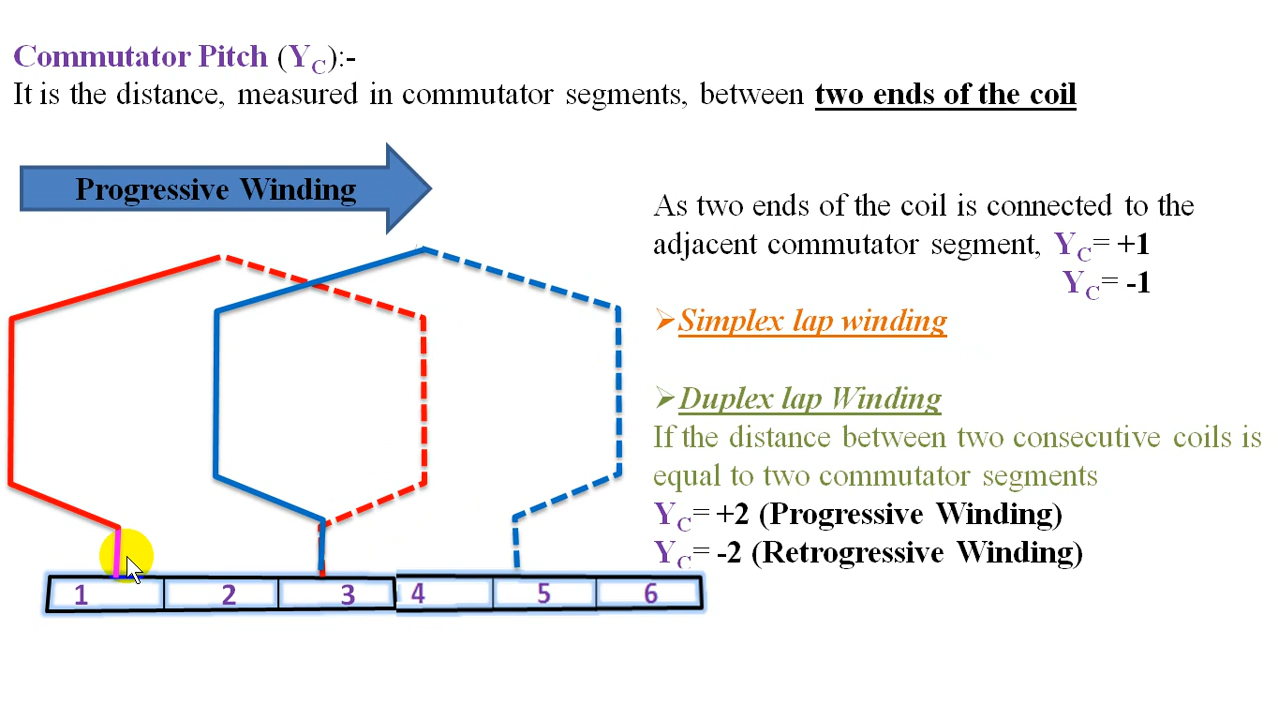 Commutator Pitch (YC):-
It is the distance, measured in commutator segments, between two ends of the coil
Progressive Winding
As two ends of the coil is connected to the
adjacent commutator segment, YC= +1
YC= -1
➢Simplex lap winding
➢Duplex lap Winding
If the distance between two consecutive coils is
equal to two commutator segments
YC= +2 (Progressive Winding)
YC= -2 (Retrogressive Winding)
1 2 3 4 5 6